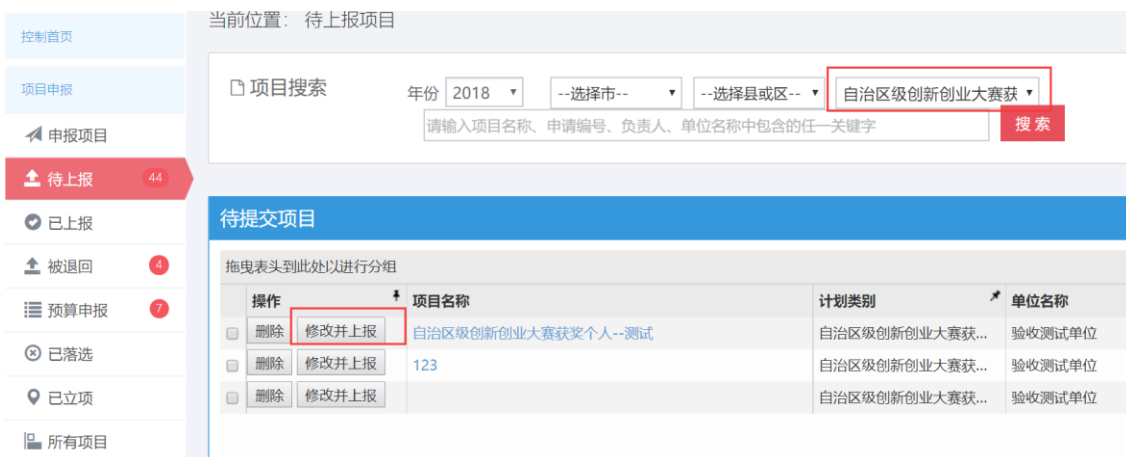 当前位置: 待上报项目
控制首页
项目申报
申报项目
待上报 44
已上报
被退回 4
预算申报 7
已落选
已立项
所有项目
项目搜索
年份 2018 --选择市-- --选择县或区-- 自治区级创新创业大赛获
请输入项目名称、申请编号、负责人、单位名称中包含的任一关键字 搜索
待提交项目
拖曳表头到此处以进行分组
操作 项目名称 计划类别 单位名称
删除 修改并上报 自治区级创新创业大赛获奖个人--测试 自治区级创新创业大赛获... 验收测试单位
删除 修改并上报 123 自治区级创新创业大赛获... 验收测试单位
删除 修改并上报 自治区级创新创业大赛获... 验收测试单位